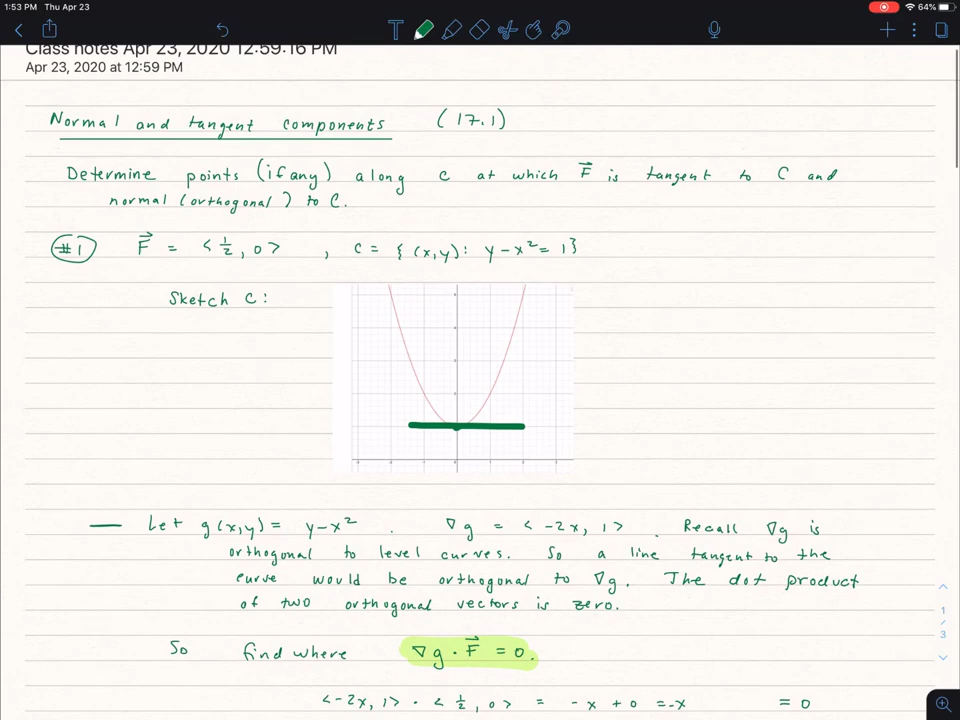 1:53 PM Thu Apr 23
64%
Class notes Apr 23, 2020 12:59:16 PM
Apr 23, 2020 at 12:59 PM
Normal and tangent components (17.1)
Determine points (if any) along C at which F⃗ is tangent to C and
normal (orthogonal) to C.
#1 F⃗ = < 1/2, 0 > , C = { (x,y): y-x² = 1}
Sketch C:
— Let g(x,y) = y-x² . ∇g = < -2x, 1 > . Recall ∇g is
orthogonal to level curves. So a line tangent to the
curve would be orthogonal to ∇g. The dot product
of two orthogonal vectors is zero.
So find where ∇g · F⃗ = 0.
< -2x, 1 > · < 1/2, 0 > = -x + 0 = -x = 0
1
/
3